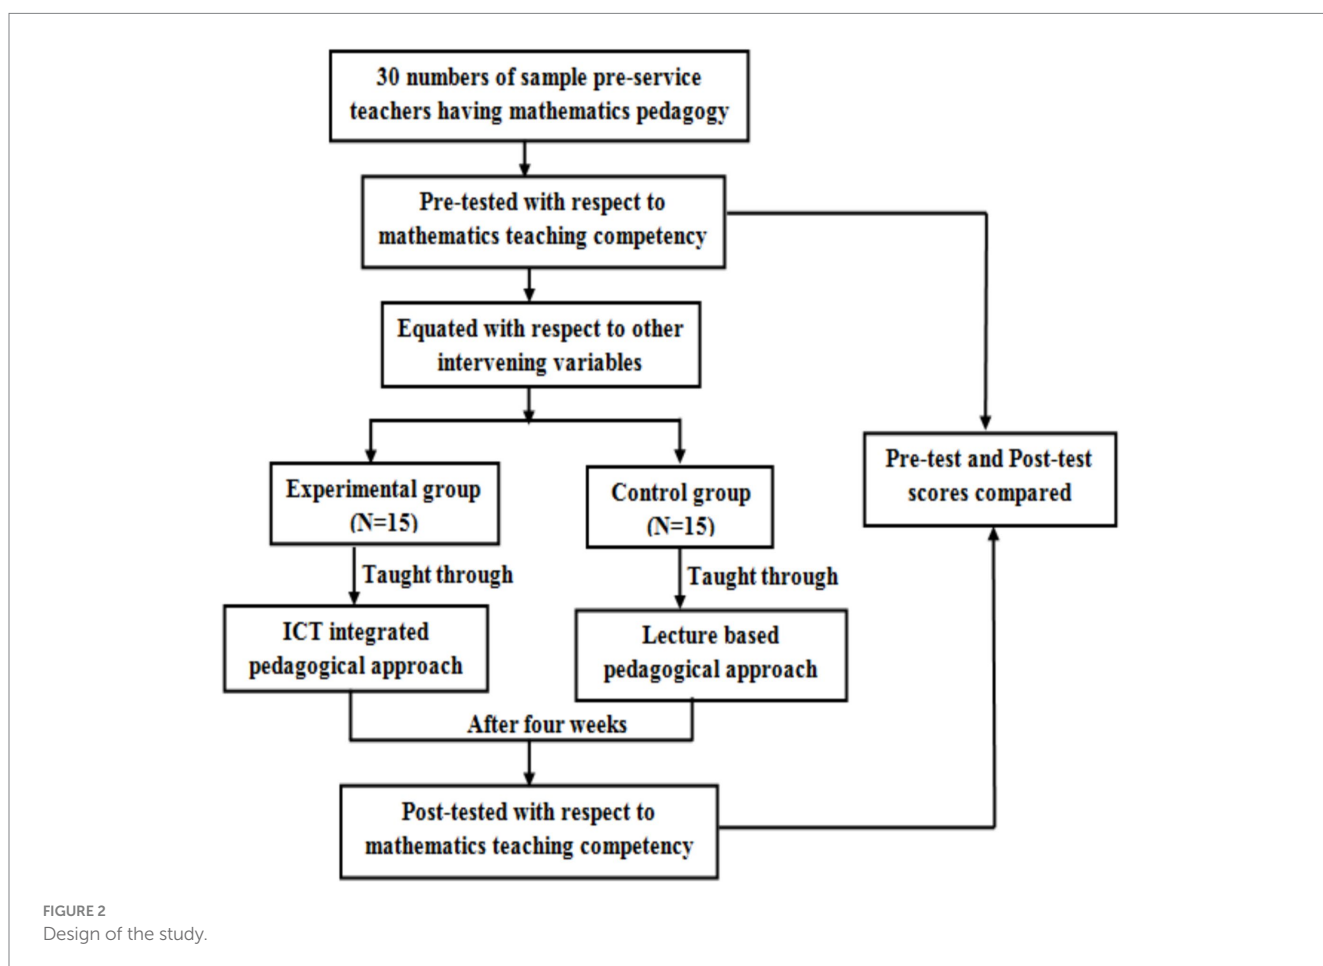 30 numbers of sample pre-service
teachers having mathematics pedagogy
Pre-tested with respect to
mathematics teaching competency
Equated with respect to other
intervening variables
Experimental group
(N=15)
Control group
(N=15)
Pre-test and Post-test
scores compared
Taught through
Taught through
ICT integrated
pedagogical approach
Lecture based
pedagogical approach
After four weeks
Post-tested with respect to
mathematics teaching competency
FIGURE 2
Design of the study.